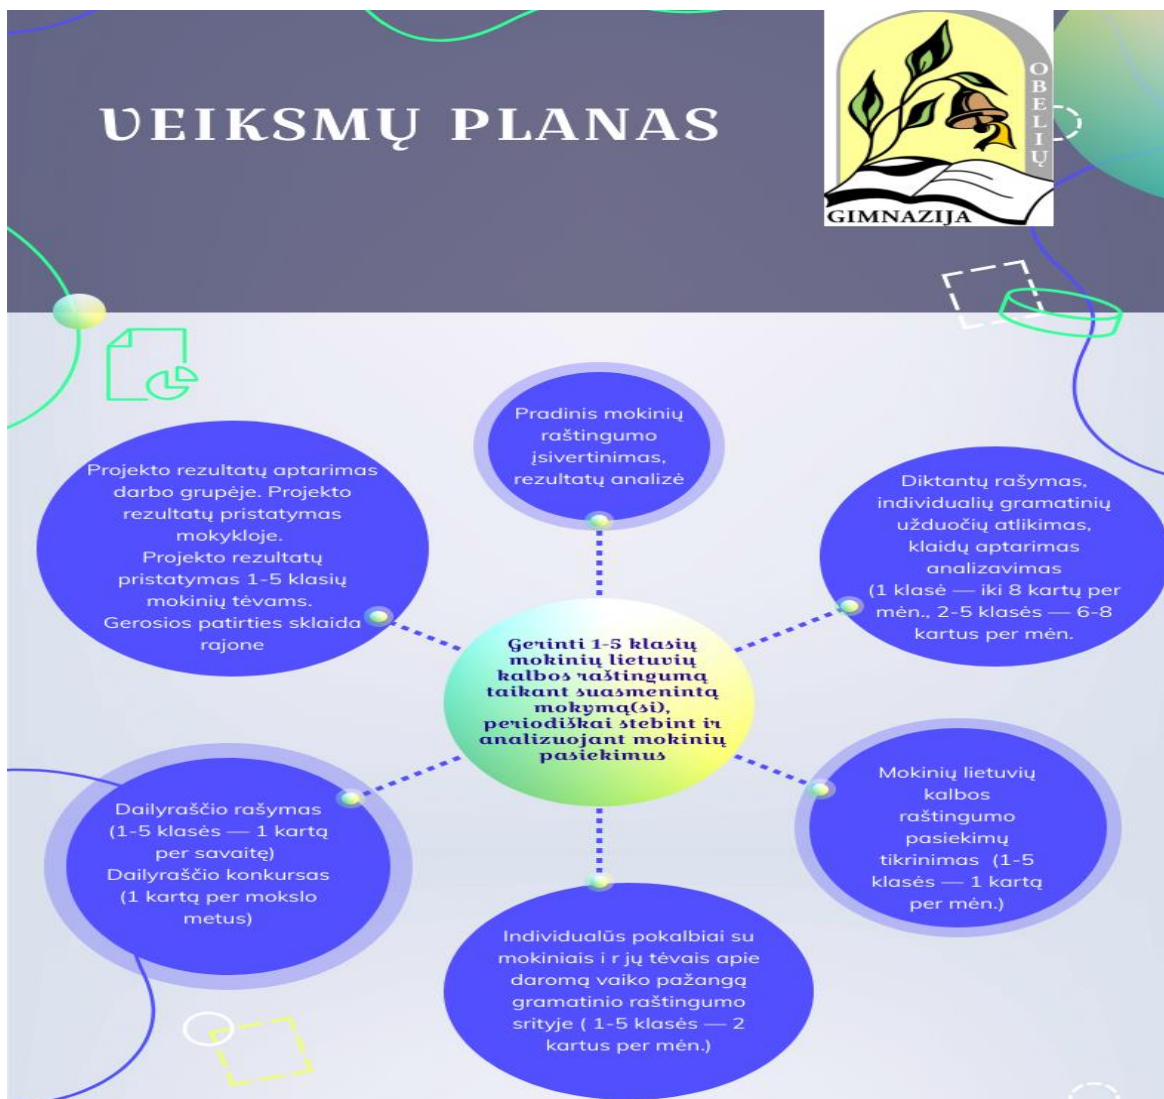 VEIKSMŲ PLANAS
OBELIŲ
GIMNAZIJA
Pradinis mokinių
raštingumo
įsivertinimas,
rezultatų analizė
Projekto rezultatų aptarimas
darbo grupėje. Projekto
rezultatų pristatymas
mokykloje.
Projekto rezultatų
pristatymas 1-5 klasių
mokinių tėvams.
Gerosios patirties sklaida
rajone
Diktantų rašymas,
individualių gramatinių
užduočių atlikimas,
klaidų aptarimas
analizavimas
(1 klasė — iki 8 kartų per
mėn., 2-5 klasės — 6-8
kartus per mėn.
Gerinti 1-5 klasių
mokinių lietuvių
kalbos raštingumą
taikant suasmenintą
mokymą(si),
periodiškai stebint ir
analizuojant mokinių
pasiekimus
Dailyraščio rašymas
(1-5 klasės — 1 kartą
per savaitę)
Dailyraščio konkursas
(1 kartą per mokslo
metus)
Mokinių lietuvių
kalbos
raštingumo
pasiekimų
tikrinimas (1-5
klasės — 1 kartą
per mėn.)
Individualūs pokalbiai su
mokiniais i r jų tėvais apie
daromą vaiko pažangą
gramatinio raštingumo
srityje ( 1-5 klasės — 2
kartus per mėn.)